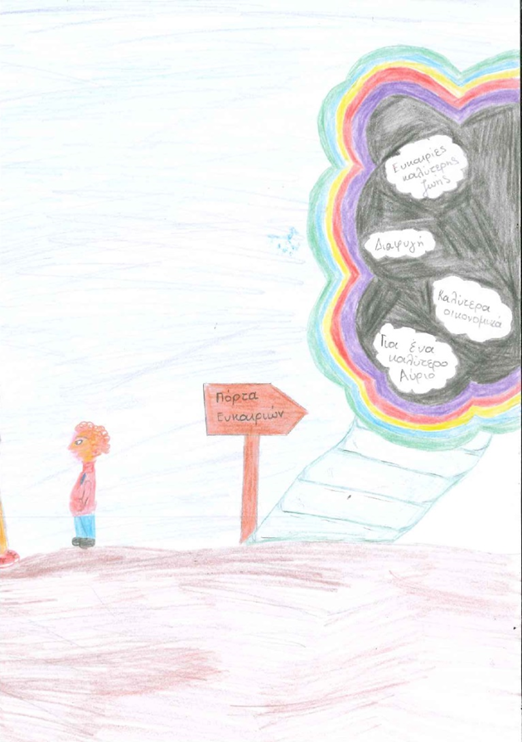 Ευκαιρίες
καλύτερης
ζωής
Διαφυγή
Καλύτερα
οικονομικά
Για ένα
καλύτερο
Αύριο
Πόρτα
Ευκαιριών